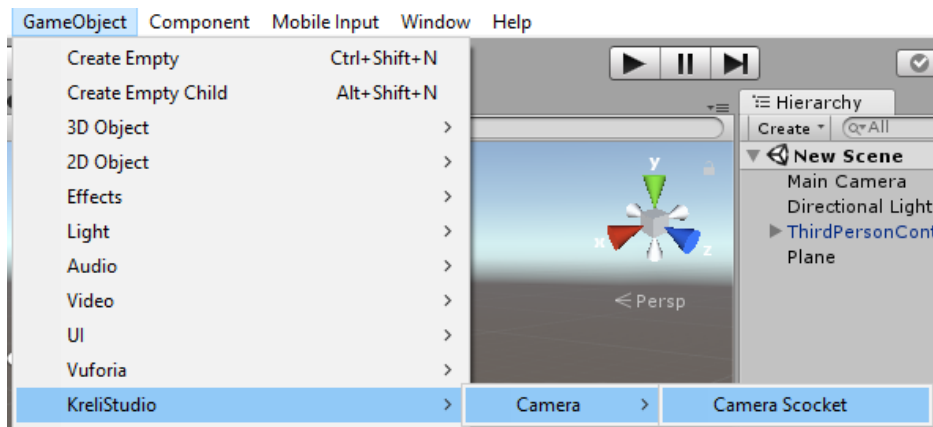 GameObject Component Mobile Input Window Help
Create Empty Ctrl+Shift+N
Create Empty Child Alt+Shift+N
3D Object
2D Object
Effects
Light
Audio
Video
UI
Vuforia
KreliStudio
Camera
Camera Scocket
y
x
z
Persp
Hierarchy
Create All
New Scene
Main Camera
Directional Light
ThirdPersonCont
Plane